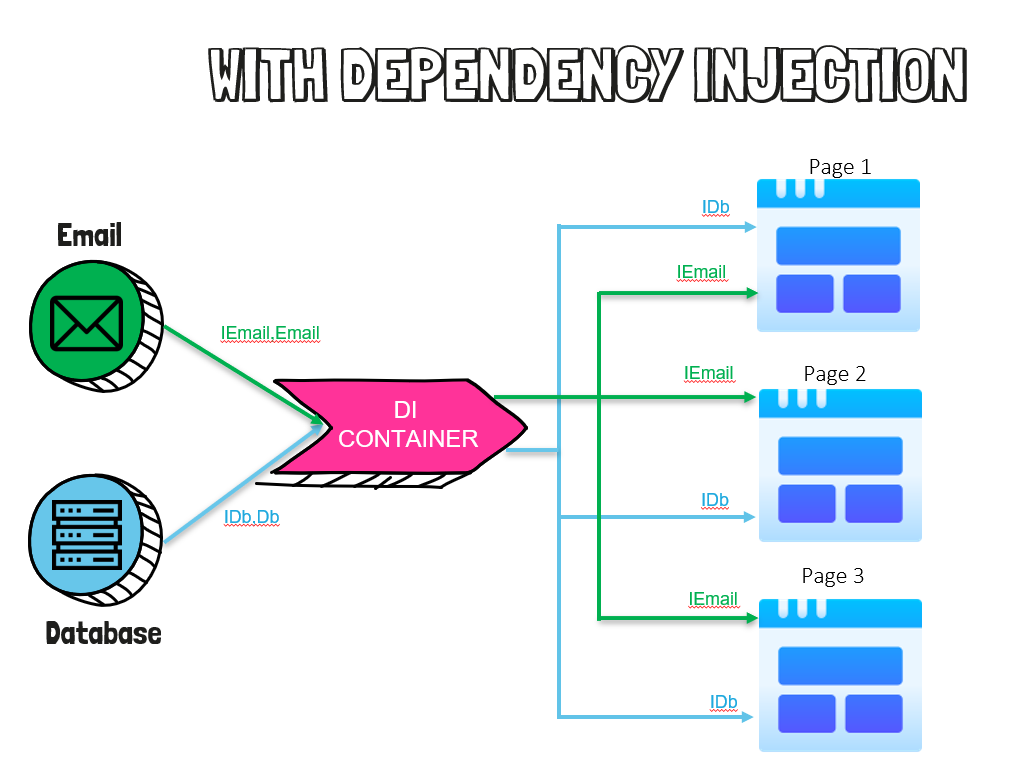 WITH DEPENDENCY INJECTION
Page 1
IDb
Email
IEmail
IEmail,Email
IEmail
Page 2
DI
CONTAINER
IDb
IDb,Db
Page 3
IEmail
Database
IDb